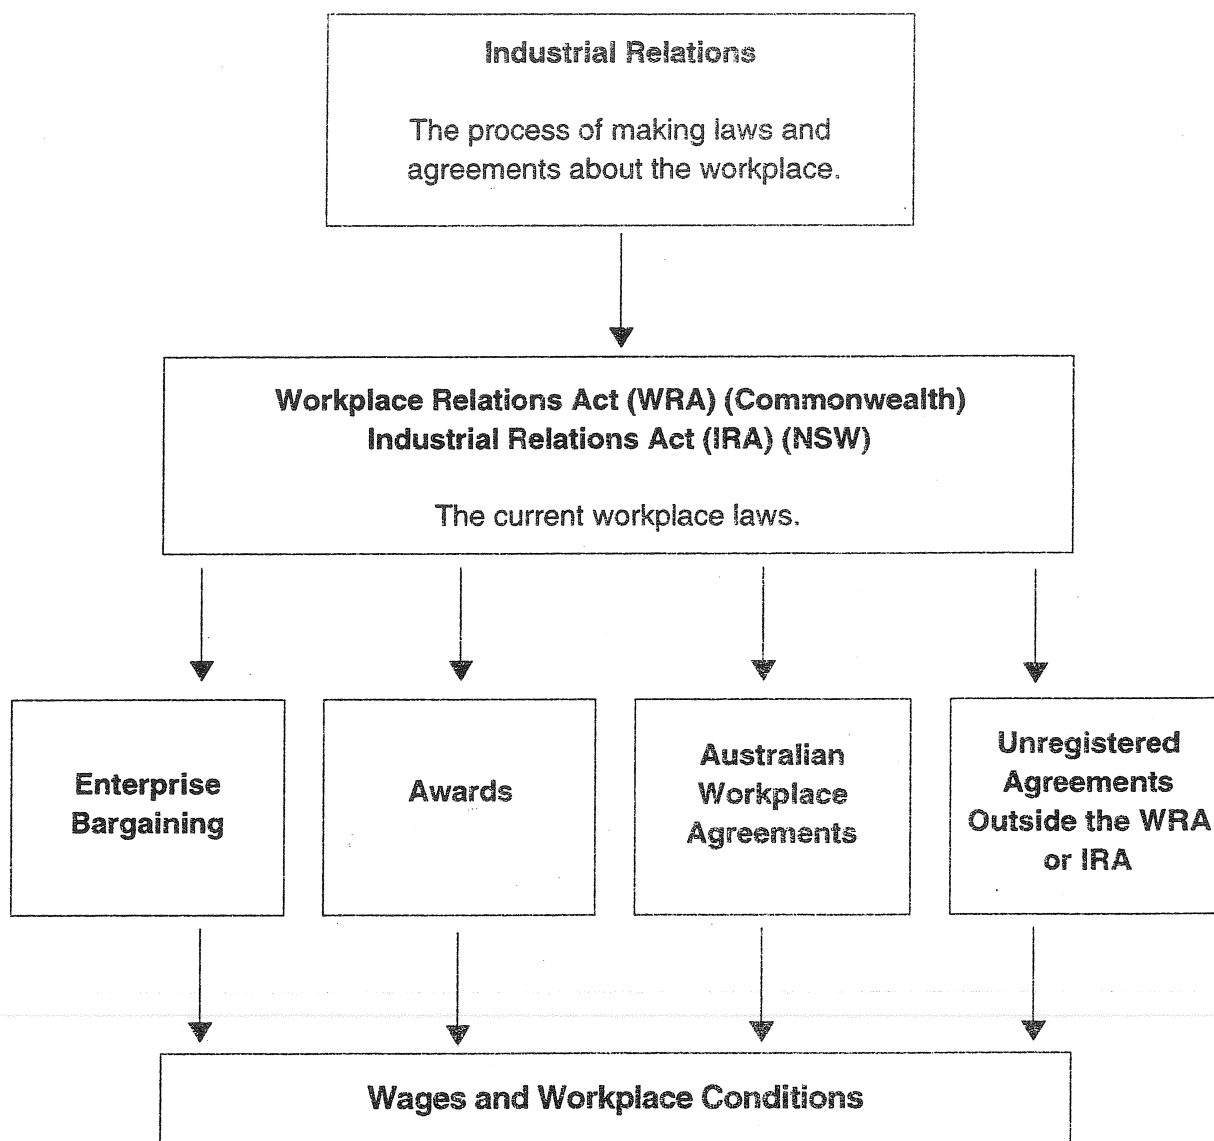 Industrial Relations
The process of making laws and
agreements about the workplace.
Workplace Relations Act (WRA) (Commonwealth)
Industrial Relations Act (IRA) (NSW)
The current workplace laws.
Enterprise
Bargaining
Awards
Australian
Workplace
Agreements
Unregistered
Agreements
Outside the WRA
or IRA
Wages and Workplace Conditions